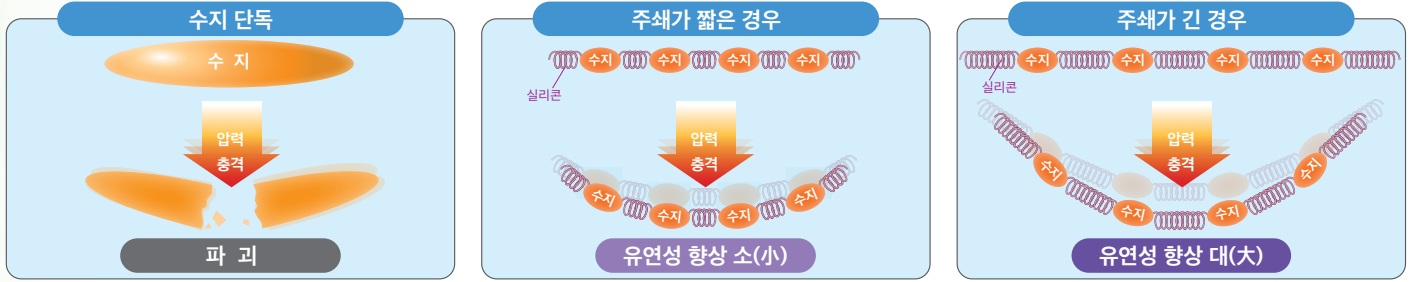 수지 단독
수 지
압력
충격
파 괴
주쇄가 짧은 경우
수지 수지 수지 수지
실리콘
압력
충격
수지 수지 수지 수지
유연성 향상 소(小)
주쇄가 긴 경우
수지 수지 수지 수지
실리콘
압력
충격
수지 수지 수지 수지
유연성 향상 대(大)